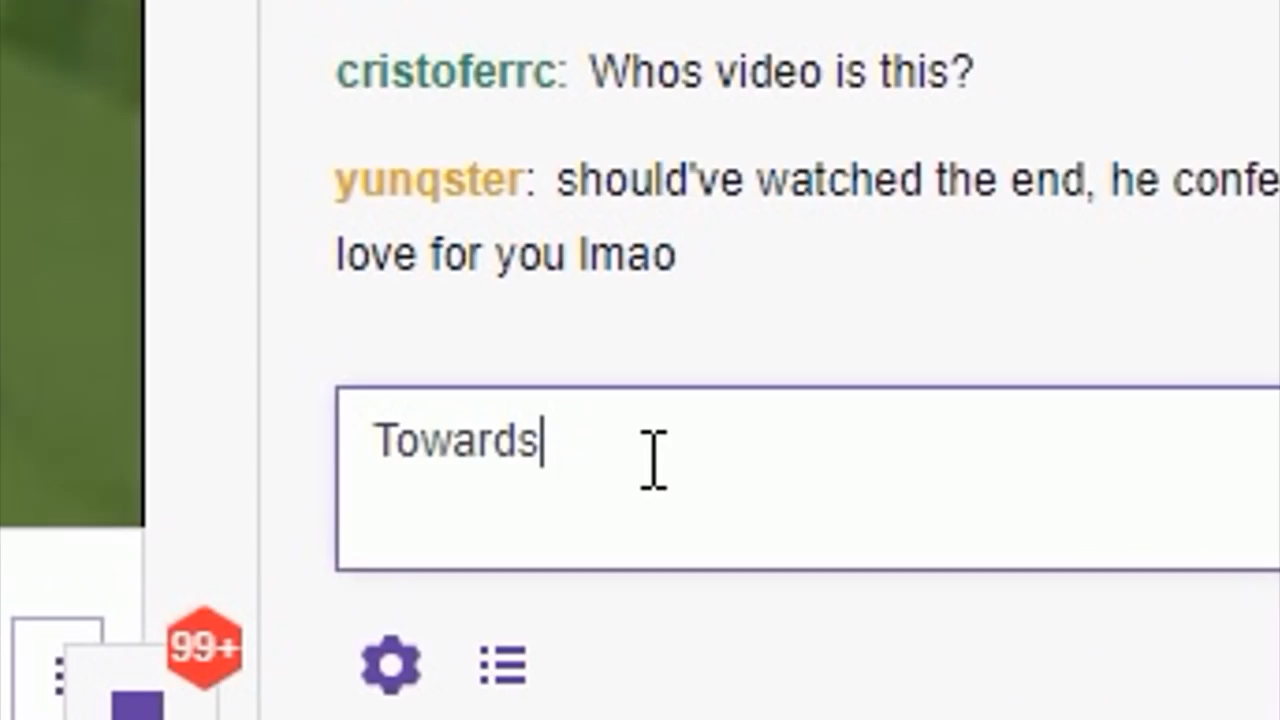 cristoferrc: Whos video is this?
yunqster: should've watched the end, he confe
love for you lmao
Towards
99+